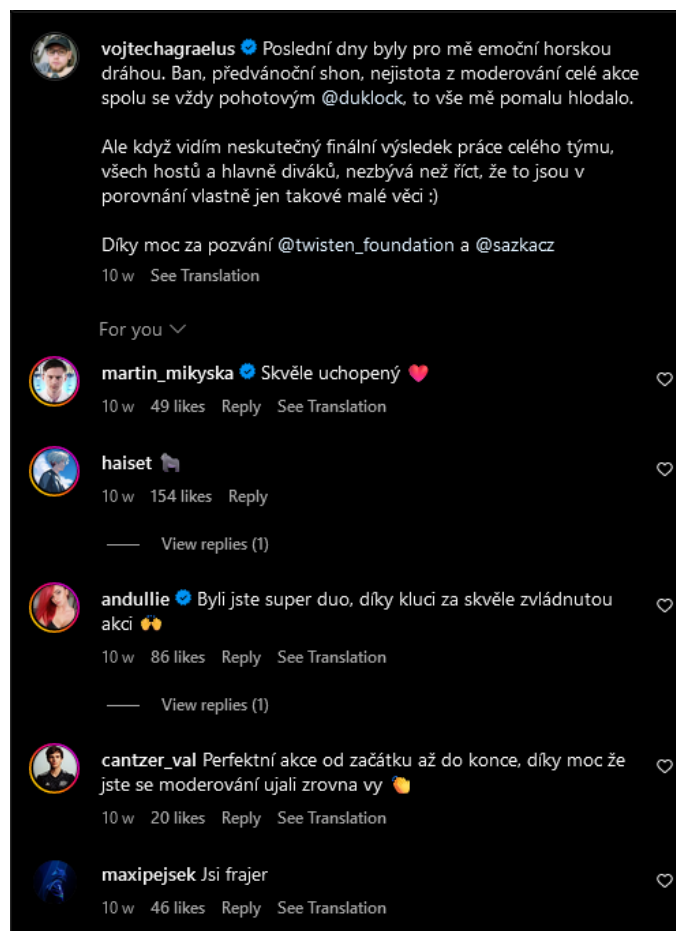 vojtechagraelus Poslední dny byly pro mě emoční horskou
dráhou. Ban, předvánoční shon, nejistota z moderování celé akce
spolu se vždy pohotovým @duklock, to vše mě pomalu hlodalo.
Ale když vidím neskutečný finální výsledek práce celého týmu,
všech hostů a hlavně diváků, nezbývá než říct, že to jsou v
porovnání vlastně jen takové malé věci :)
Díky moc za pozvání @twisten_foundation a @sazkacz
10 w See Translation
For you
martin_mikyska Skvěle uchopený ❤️
10 w 49 likes Reply See Translation
haiset 🦍
10 w 154 likes Reply
View replies (1)
andullie Byli jste super duo, díky kluci za skvěle zvládnutou
akci 🙌
10 w 86 likes Reply See Translation
View replies (1)
cantzer_val Perfektní akce od začátku až do konce, díky moc že
jste se moderování ujali zrovna vy 👏
10 w 20 likes Reply See Translation
maxipejsek Jsi frajer
10 w 46 likes Reply See Translation